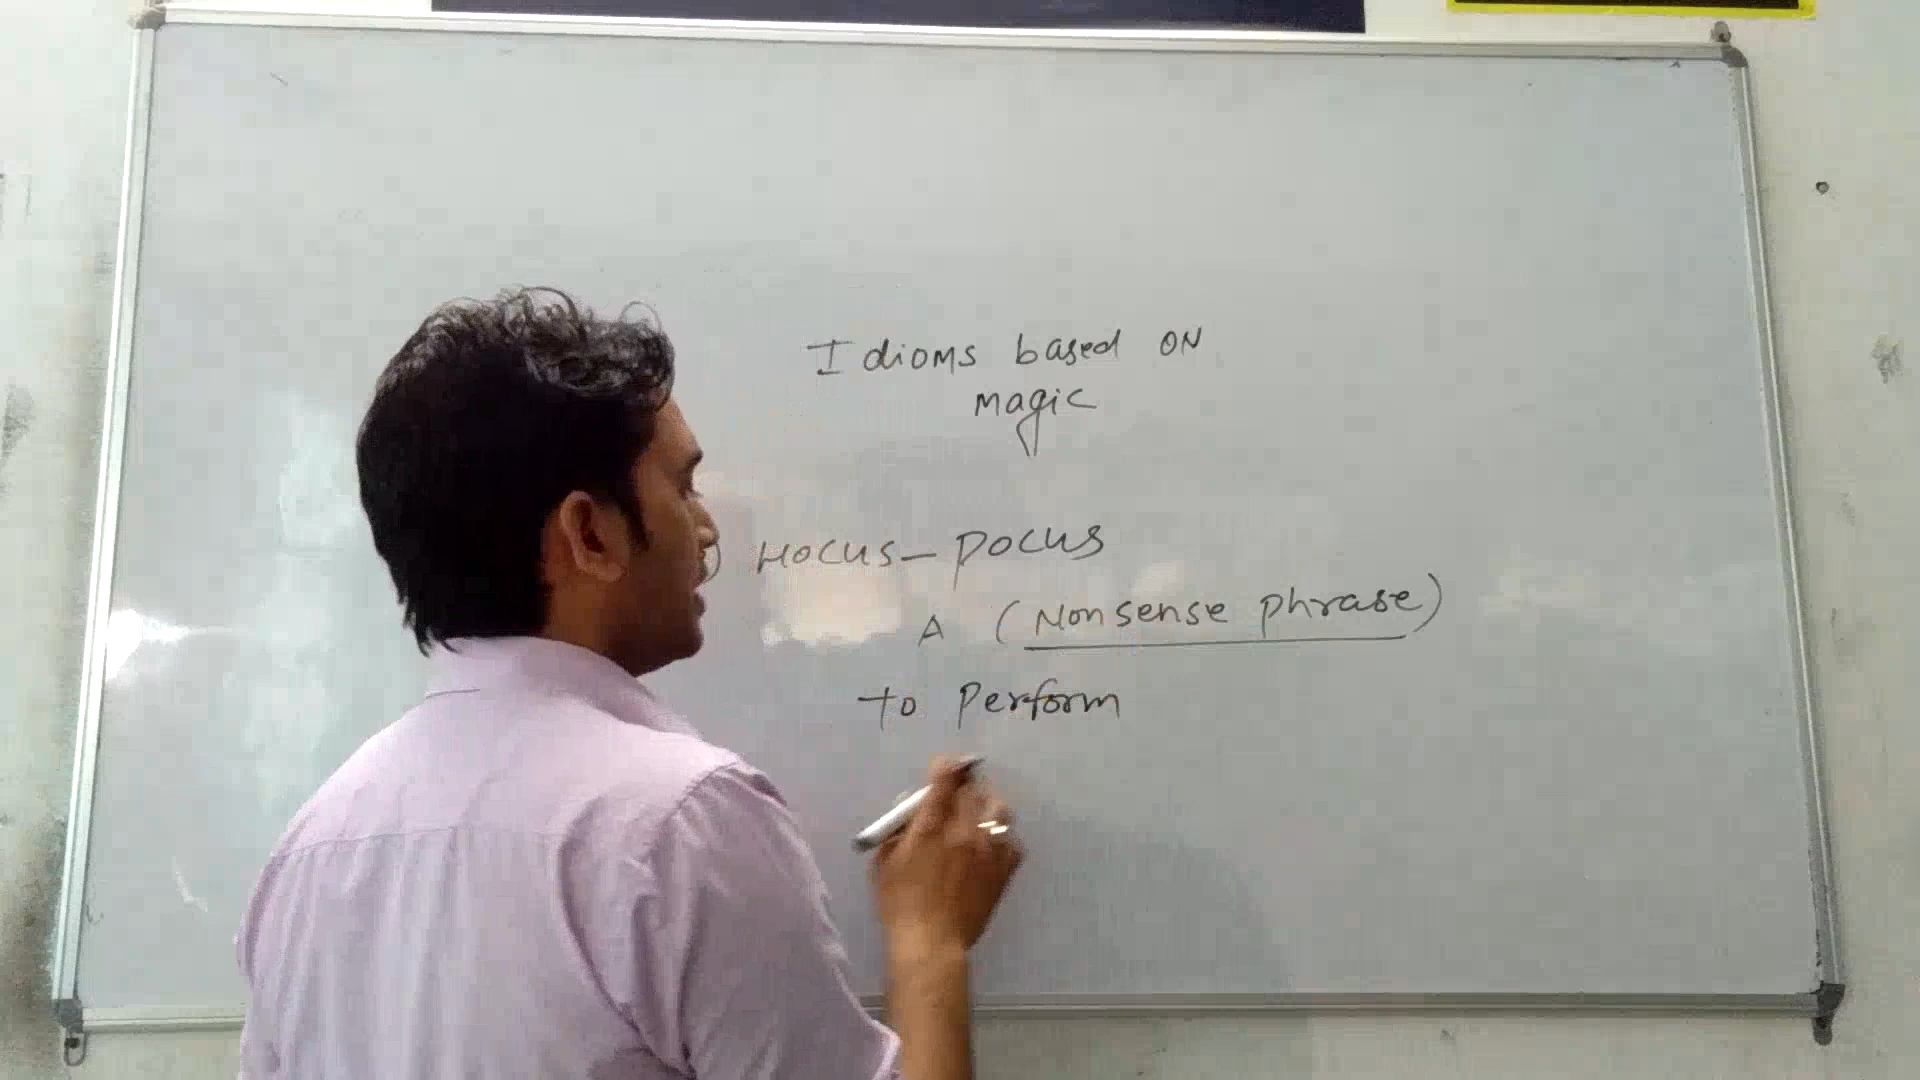 Idioms based ON
magic
) HOCUS - POCUS
A (Nonsense phrase)
to Perform